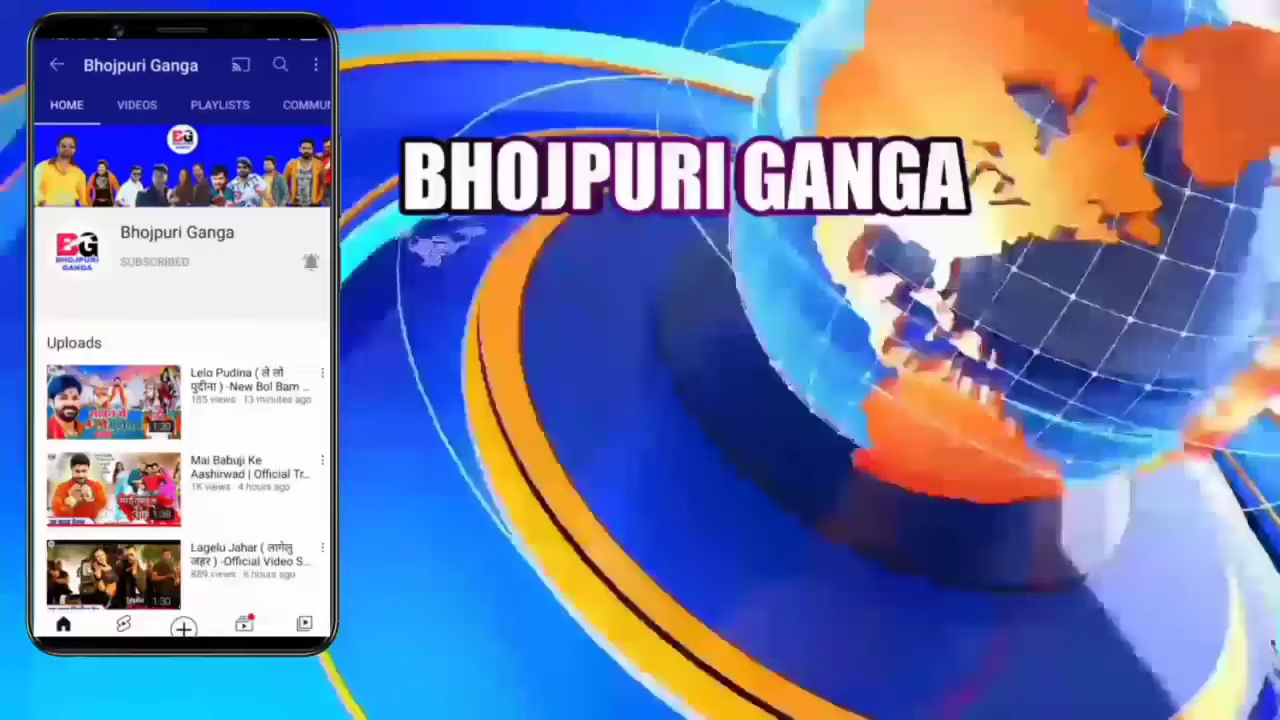 Bhojpuri Ganga
HOME VIDEOS PLAYLISTS COMMUN
BG
BHOJPURI GANGA
Bhojpuri Ganga
SUBSCRIBED
BG
BHOJPURI
GANGA
Uploads
Lelo Pudina ( ले लो
पुदीना ) -New Bol Bam ...
185 views · 13 minutes ago
1:30
Mai Babuji Ke
Aashirwad | Official Tr...
1K views · 4 hours ago
1:38
Lagelu Jahar ( लागेलु
जहर ) -Official Video S...
889 views · 6 hours ago
1:30